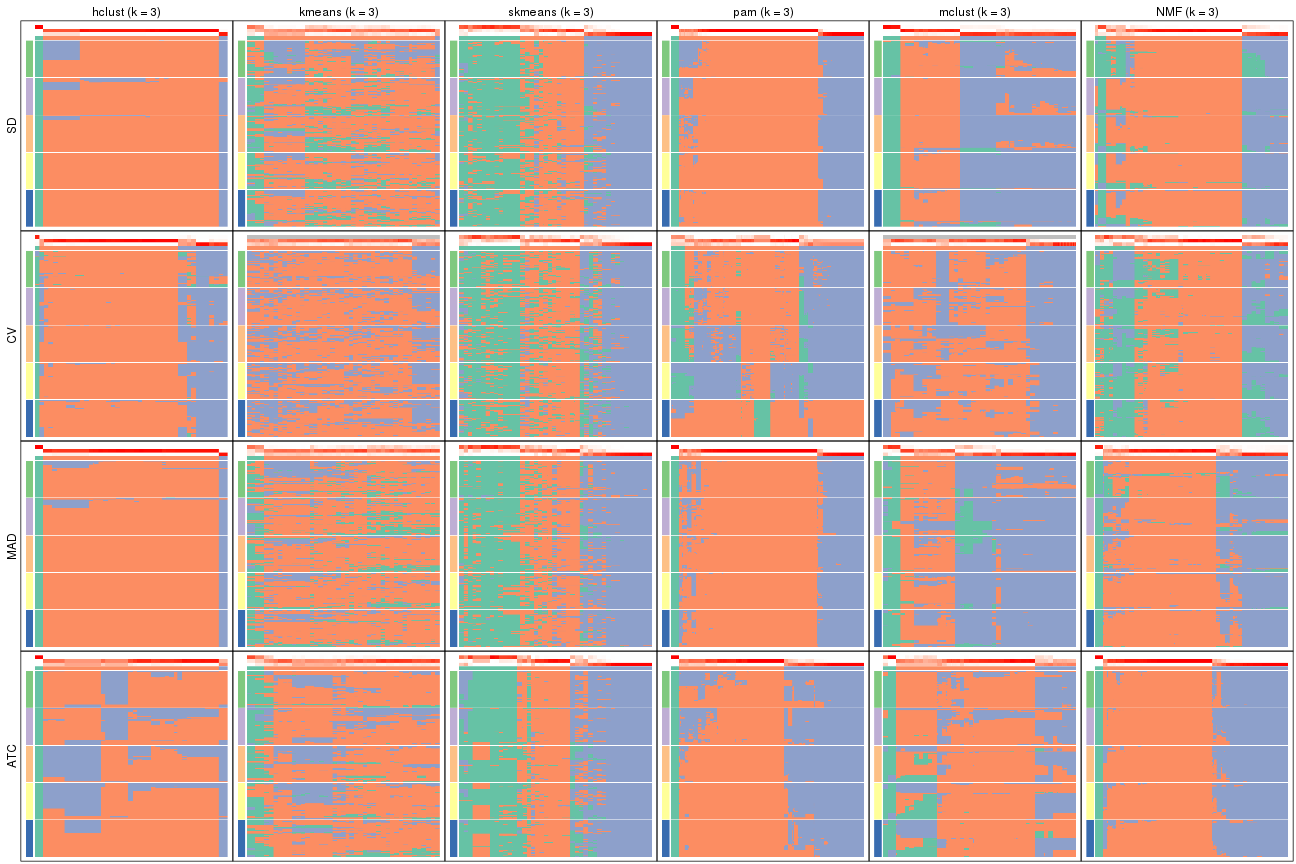 hclust (k = 3) kmeans (k = 3) skmeans (k = 3) pam (k = 3) mclust (k = 3) NMF (k = 3)
SD
CV
MAD
ATC